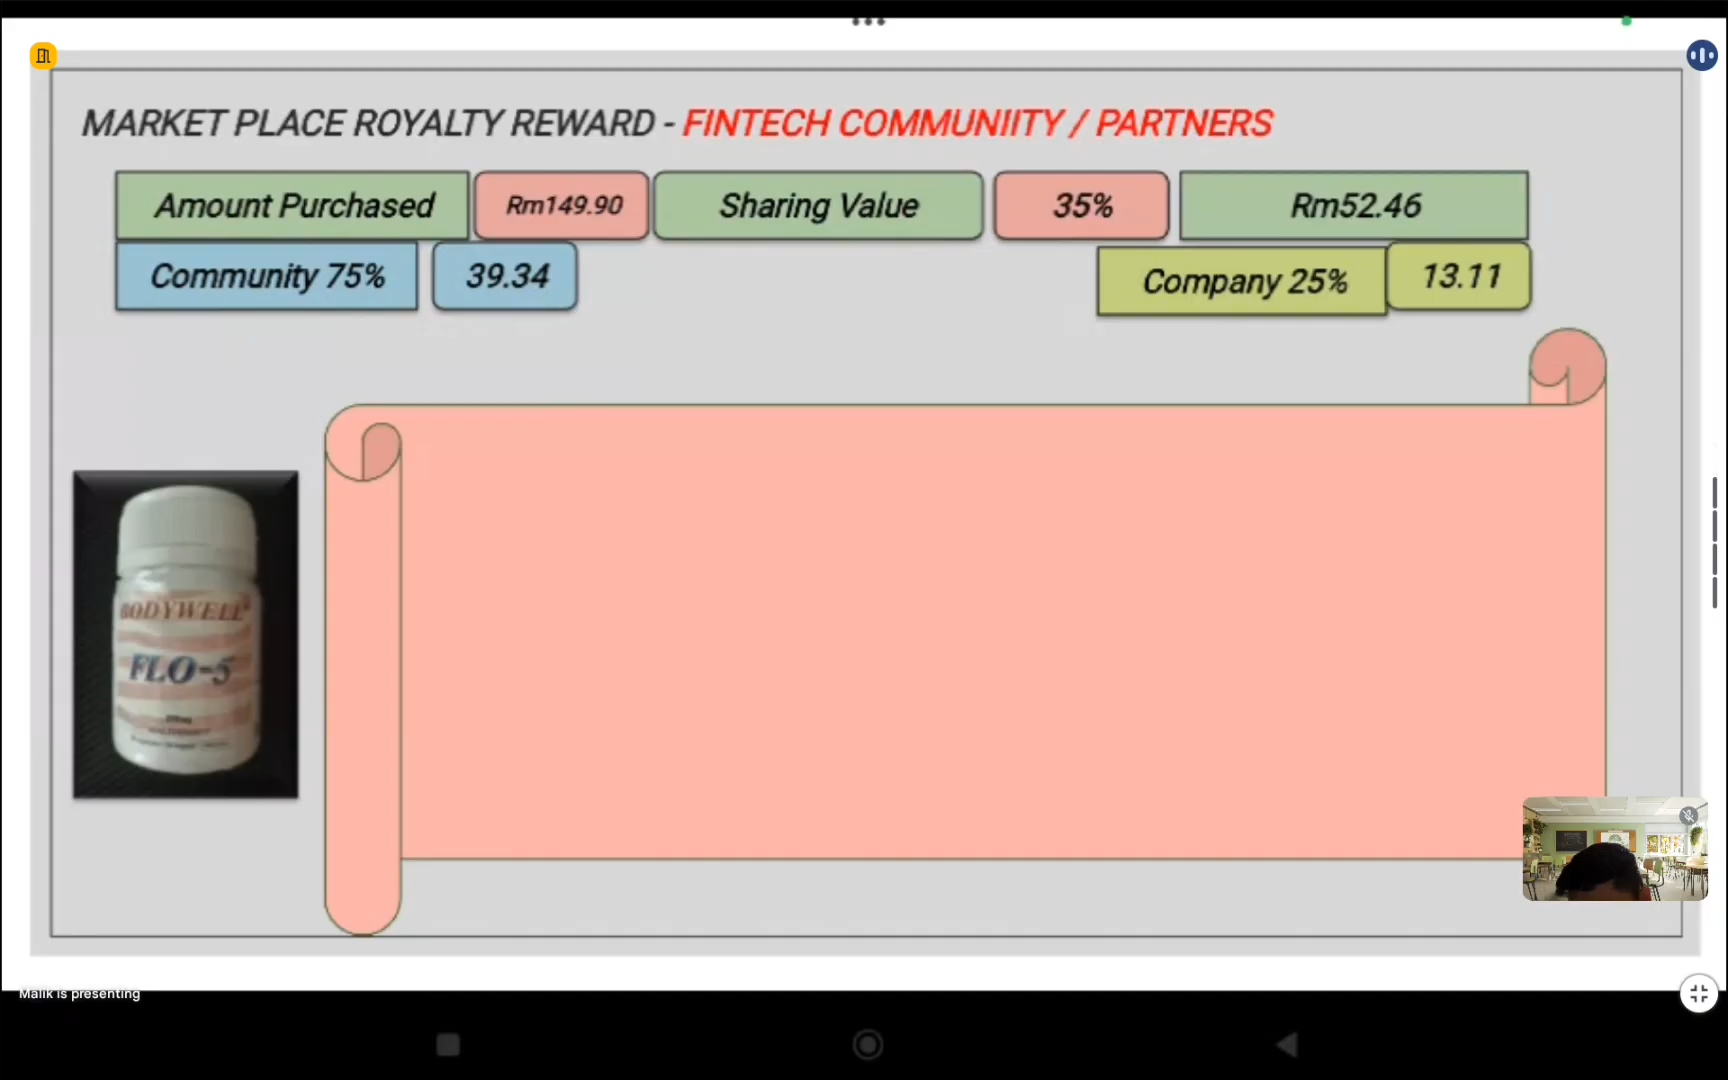 MARKET PLACE ROYALTY REWARD - FINTECH COMMUNIITY / PARTNERS
Amount Purchased Rm149.90 Sharing Value 35% Rm52.46
Community 75% 39.34 Company 25% 13.11
BODYWELL
FLO-5
Malik is presenting